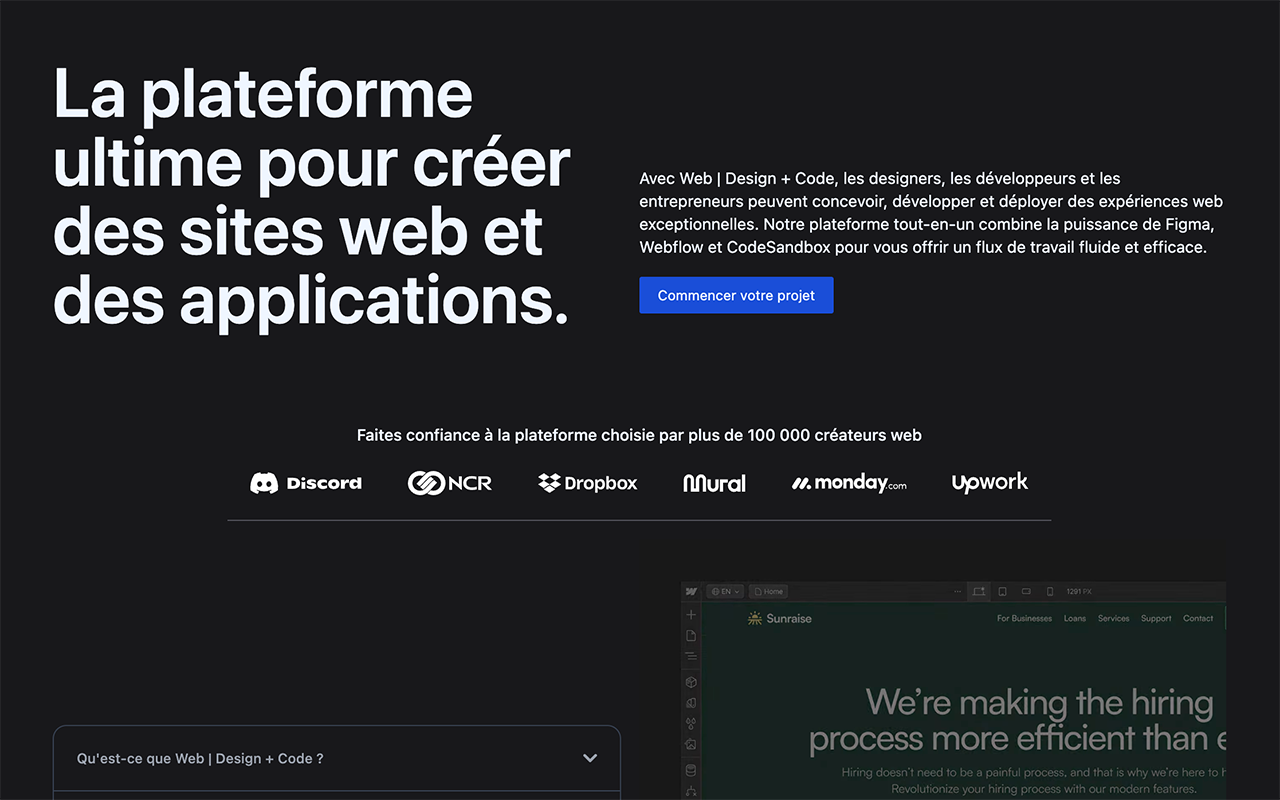 La plateforme
ultime pour créer
des sites web et
des applications.
Avec Web | Design + Code, les designers, les développeurs et les
entrepreneurs peuvent concevoir, développer et déployer des expériences web
exceptionnelles. Notre plateforme tout-en-un combine la puissance de Figma,
Webflow et CodeSandbox pour vous offrir un flux de travail fluide et efficace.
Commencer votre projet
Faites confiance à la plateforme choisie par plus de 100 000 créateurs web
Discord NCR Dropbox Mural monday.com Upwork
EN Home ... 1291 PX
Sunraise For Businesses Loans Services Support Contact
We're making the hiring
process more efficient than e
Hiring doesn't need to be a painful process, and that is why we're here to h
Revolutionize your hiring process with our modern features.
Qu'est-ce que Web | Design + Code ?